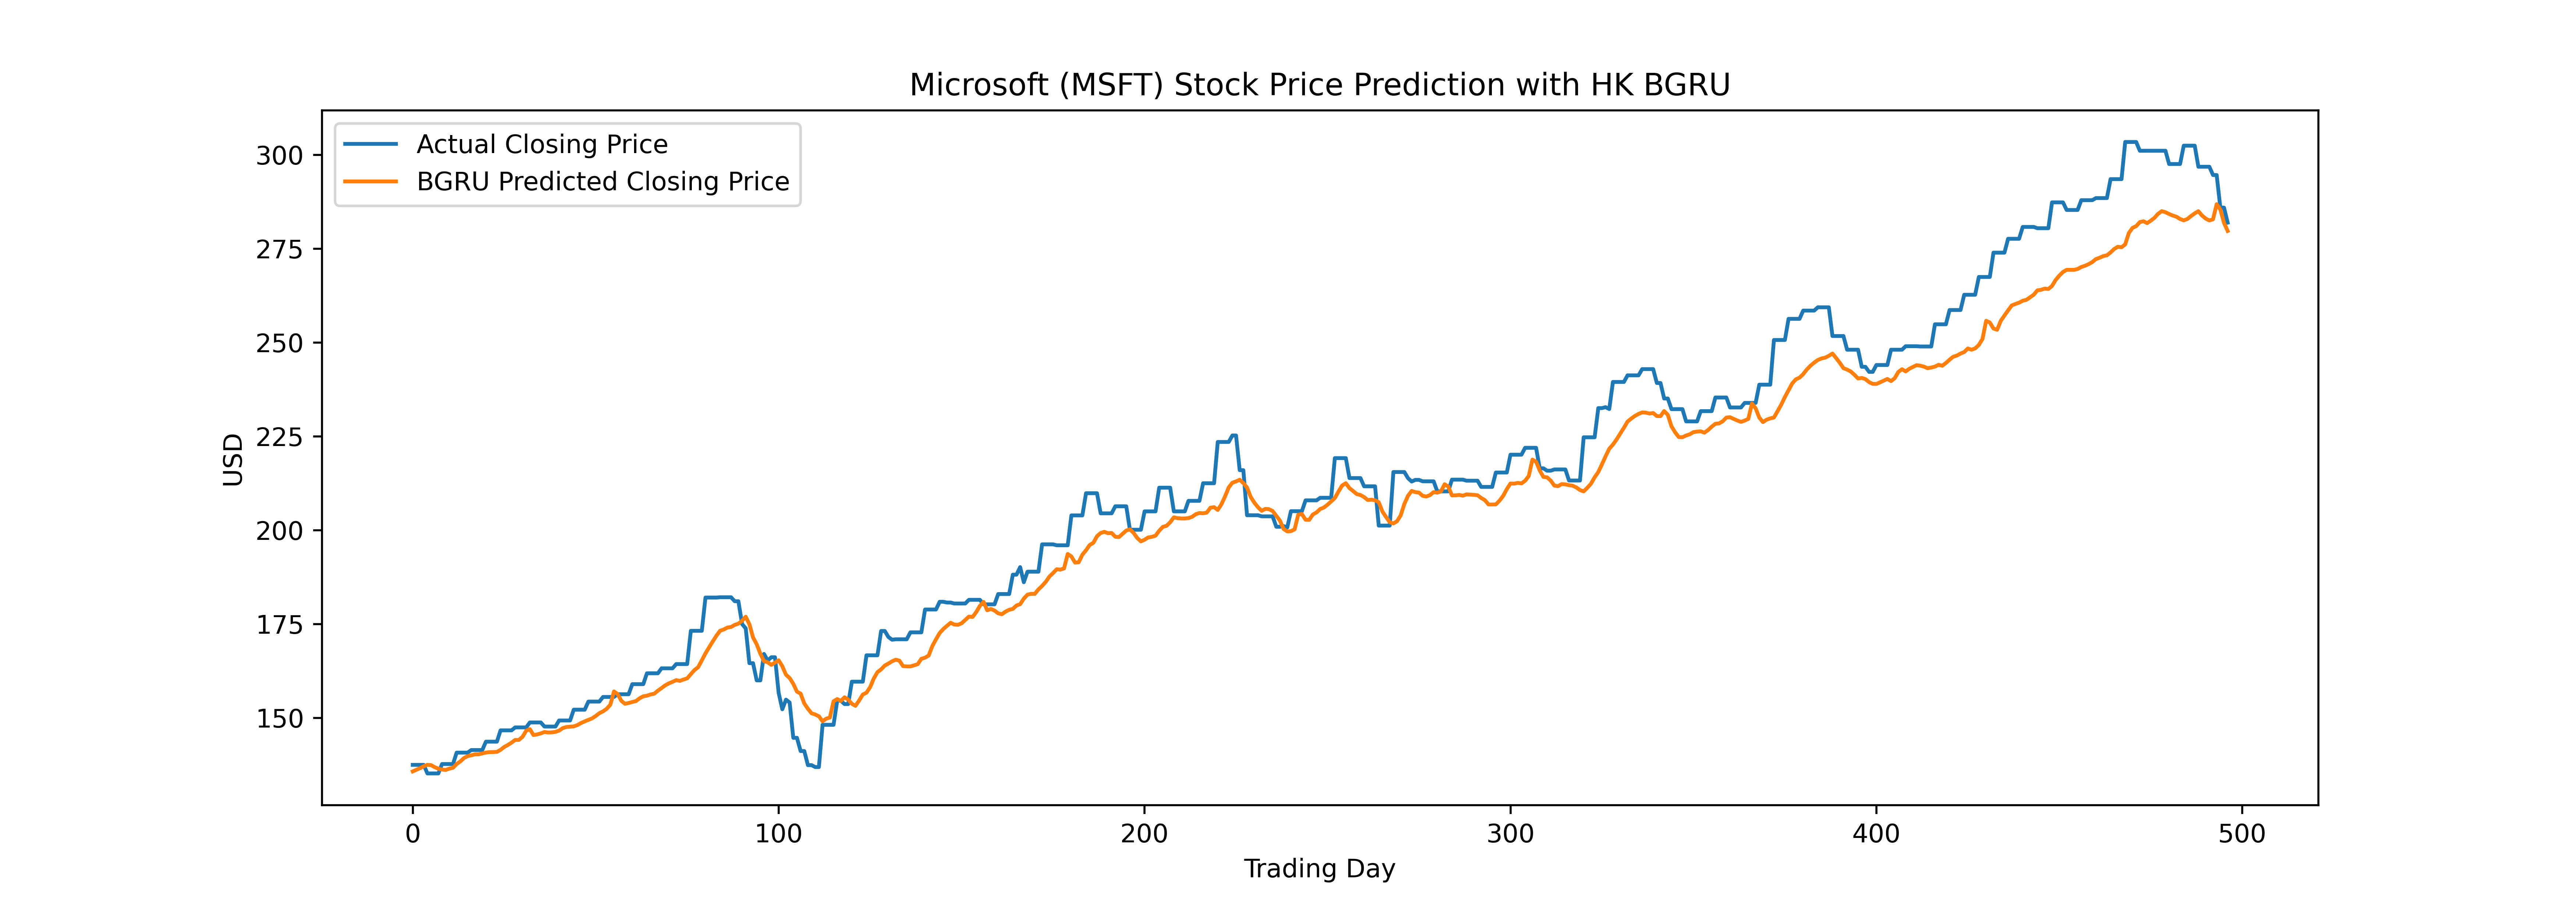 Microsoft (MSFT) Stock Price Prediction with HK BGRU
Actual Closing Price
BGRU Predicted Closing Price
300
275
250
225
200
175
150
USD
0 100 200 300 400 500
Trading Day